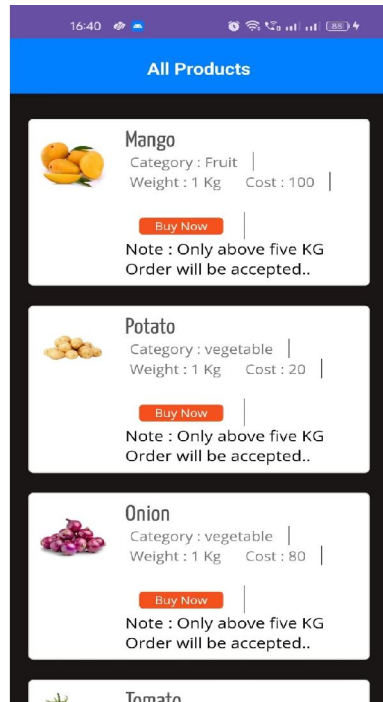 16:40 88
All Products
Mango
Category : Fruit
Weight : 1 Kg Cost : 100
Buy Now
Note : Only above five KG
Order will be accepted..
Potato
Category : vegetable
Weight : 1 Kg Cost : 20
Buy Now
Note : Only above five KG
Order will be accepted..
Onion
Category : vegetable
Weight : 1 Kg Cost : 80
Buy Now
Note : Only above five KG
Order will be accepted..
Tomato